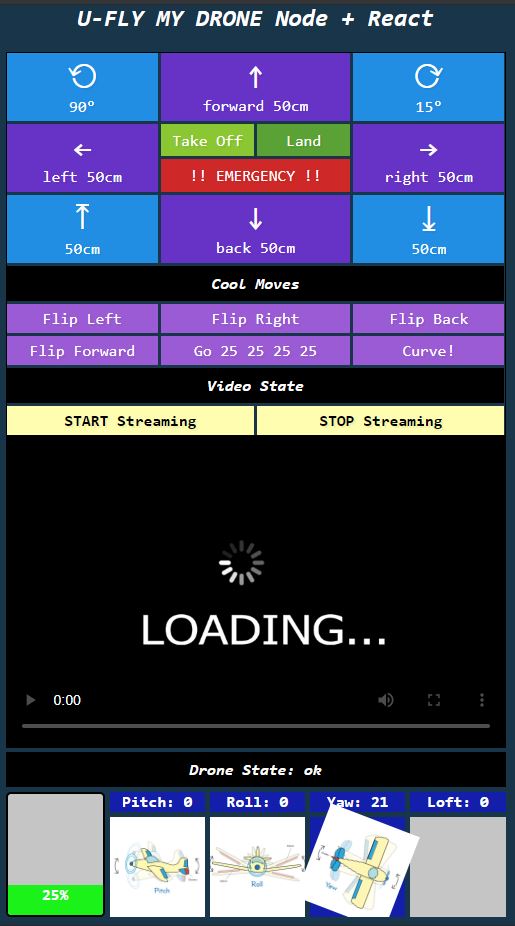 U-FLY MY DRONE Node + React
90º
forward 50cm
15º
left 50cm
Take Off
Land
!! EMERGENCY !!
right 50cm
50cm
back 50cm
50cm
Cool Moves
Flip Left
Flip Right
Flip Back
Flip Forward
Go 25 25 25 25
Curve!
Video State
START Streaming
STOP Streaming
LOADING...
0:00
Drone State: ok
25%
Pitch: 0
Roll: 0
Yaw: 21
Loft: 0
Pitch
Roll
Yaw